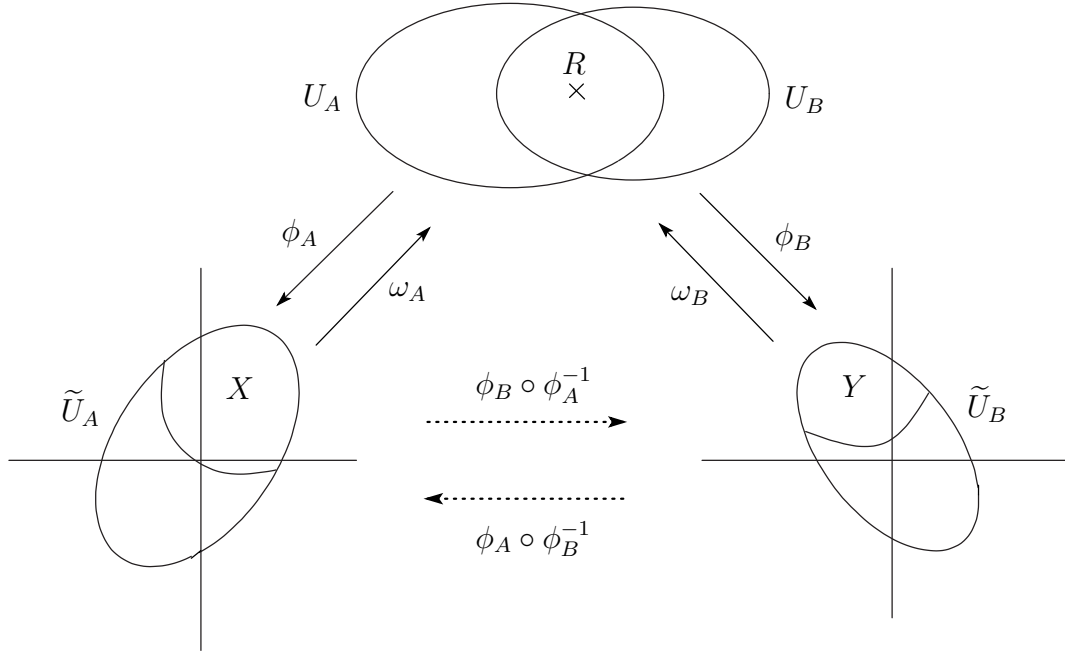 R
U_A
U_B
ϕ_A
ϕ_B
ω_A
ω_B
X
ϕ_B ∘ ϕ_A^{-1}
Y
Ũ_A
Ũ_B
ϕ_A ∘ ϕ_B^{-1}